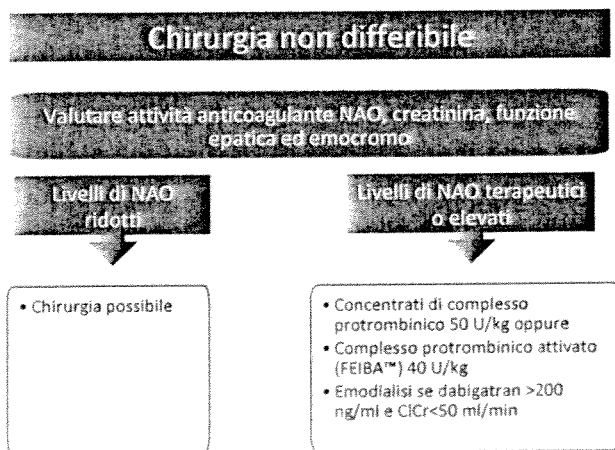 Chirurgia non differibile
Valutare attività anticoagulante NAO, creatinina, funzione
epatica ed emocromo
Livelli di NAO
ridotti
Livelli di NAO terapeutici
o elevati
• Chirurgia possibile
• Concentrati di complesso
protrombinico 50 U/kg oppure
• Complesso protrombinico attivato
(FEIBA™) 40 U/kg
• Emodialisi se dabigatran >200
ng/ml e ClCr<50 ml/min